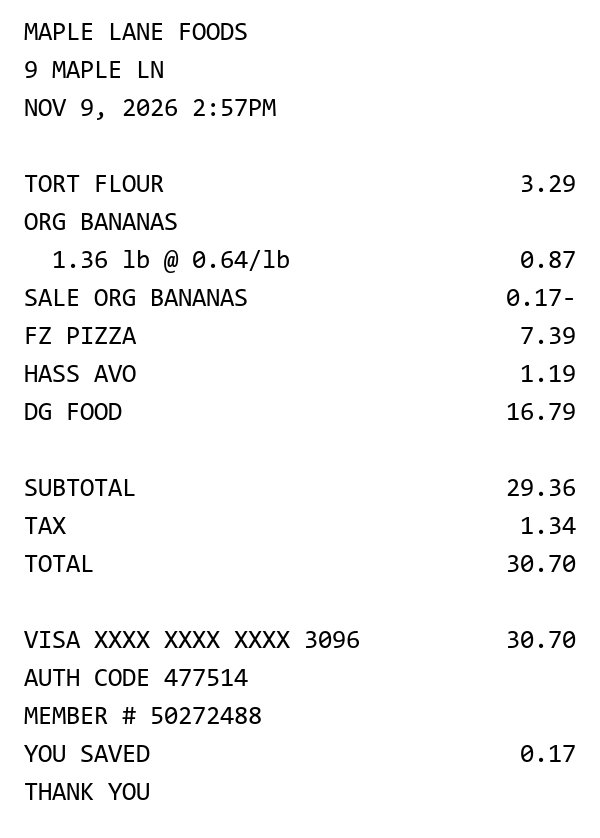 MAPLE LANE FOODS
9 MAPLE LN
NOV 9, 2026 2:57PM
TORT FLOUR 3.29
ORG BANANAS
1.36 lb @ 0.64/lb 0.87
SALE ORG BANANAS 0.17-
FZ PIZZA 7.39
HASS AVO 1.19
DG FOOD 16.79
SUBTOTAL 29.36
TAX 1.34
TOTAL 30.70
VISA XXXX XXXX XXXX 3096 30.70
AUTH CODE 477514
MEMBER # 50272488
YOU SAVED 0.17
THANK YOU